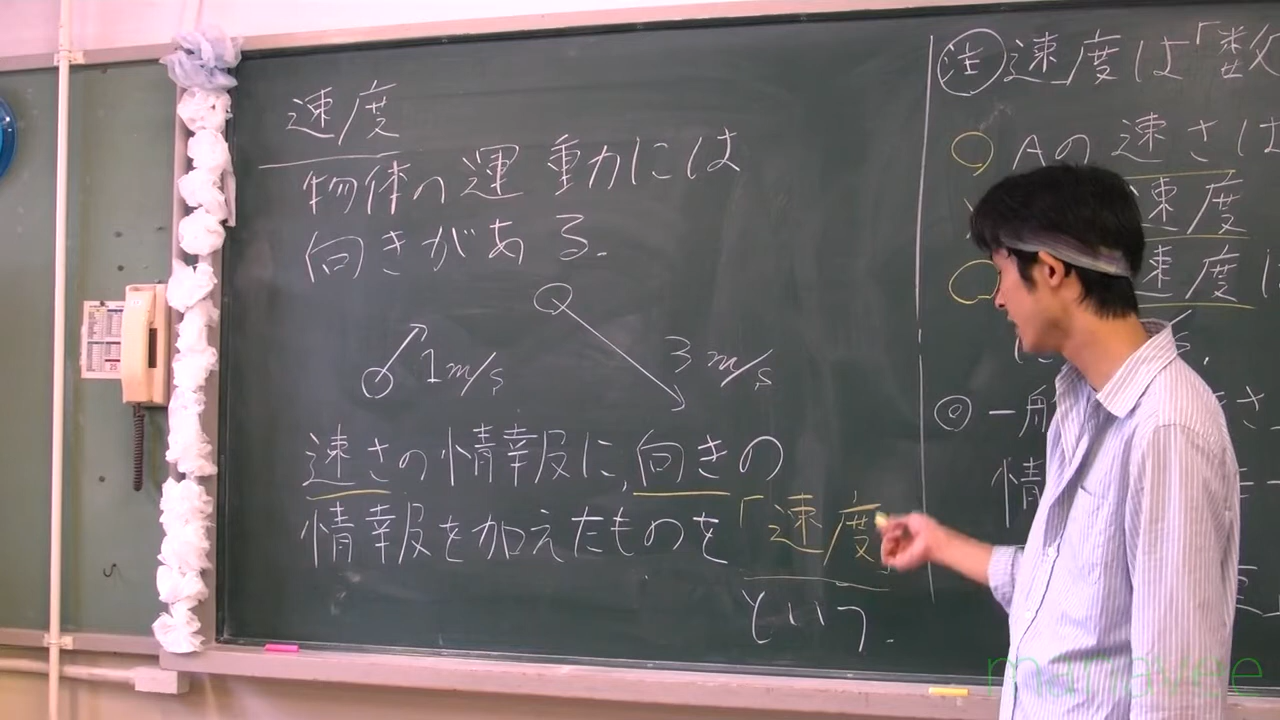 速度
物体の運動には
向きがある.
1m/s
3m/s
速さの情報に,向きの
情報を加えたものを「速度」
という.
注 速度は「数
Aの速さは
速度
速度は
◎一般 さ
情
25
manavee